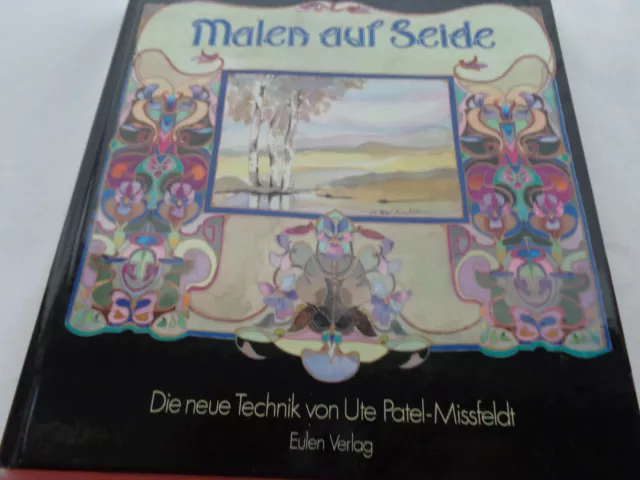 Malen auf Seide
Die neue Technik von Ute Patel-Missfeldt
Eulen Verlag